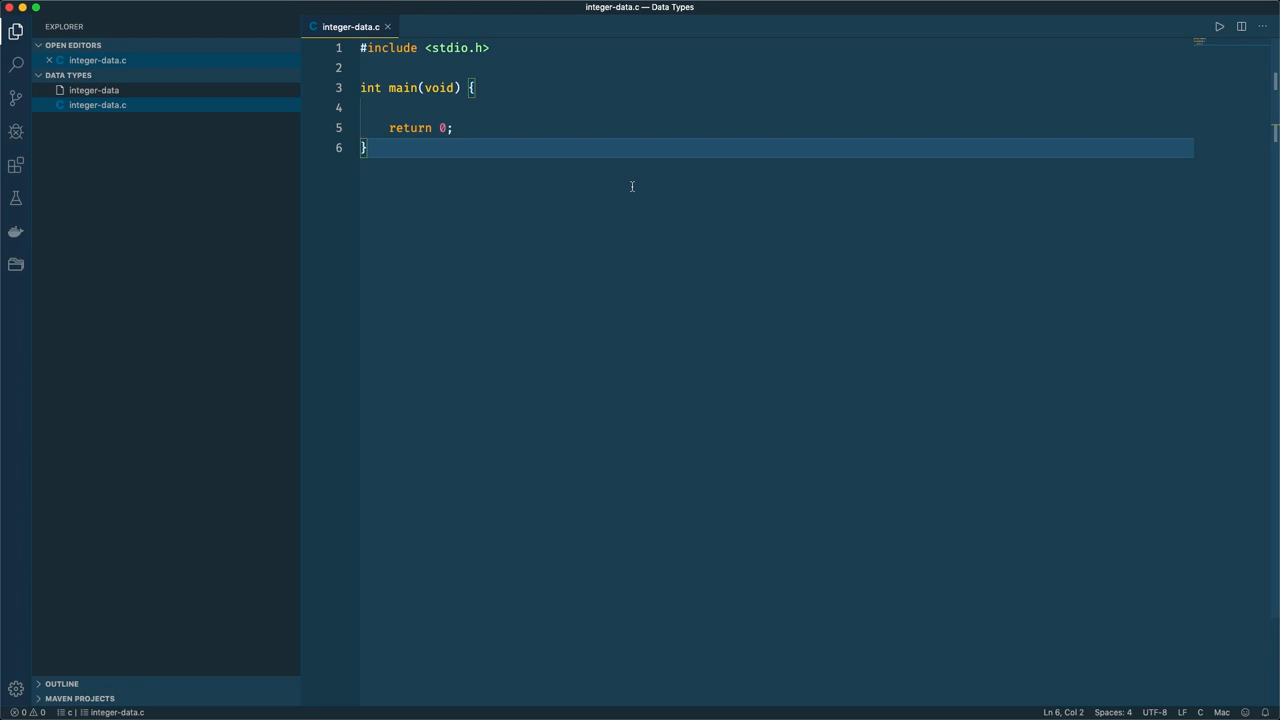 integer-data.c — Data Types
EXPLORER
OPEN EDITORS
integer-data.c
DATA TYPES
integer-data
integer-data.c
OUTLINE
MAVEN PROJECTS
integer-data.c
1 #include <stdio.h>
2
3 int main(void) {
4
5     return 0;
6 }
0 0 c | integer-data.c
Ln 6, Col 2 Spaces: 4 UTF-8 LF C Mac